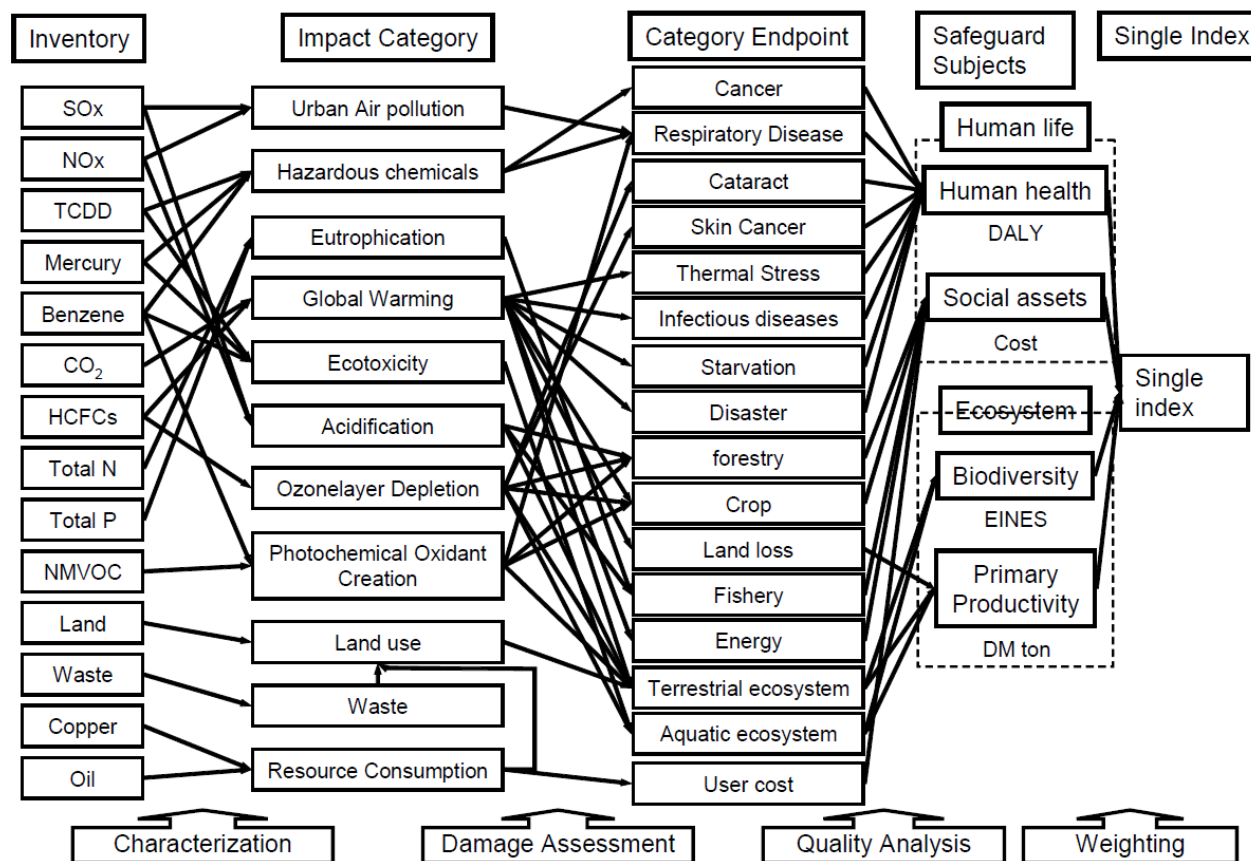 Inventory
Impact Category
Category Endpoint
Safeguard
Subjects
Single Index
SOx
NOx
TCDD
Mercury
Benzene
CO₂
HCFCs
Total N
Total P
NMVOC
Land
Waste
Copper
Oil
Urban Air pollution
Hazardous chemicals
Eutrophication
Global Warming
Ecotoxicity
Acidification
Ozonelayer Depletion
Photochemical Oxidant
Creation
Land use
Waste
Resource Consumption
Cancer
Respiratory Disease
Cataract
Skin Cancer
Thermal Stress
Infectious diseases
Starvation
Disaster
forestry
Crop
Land loss
Fishery
Energy
Terrestrial ecosystem
Aquatic ecosystem
User cost
Human life
Human health
DALY
Social assets
Cost
Ecosystem
Biodiversity
EINES
Primary
Productivity
DM ton
Single
index
Characterization
Damage Assessment
Quality Analysis
Weighting